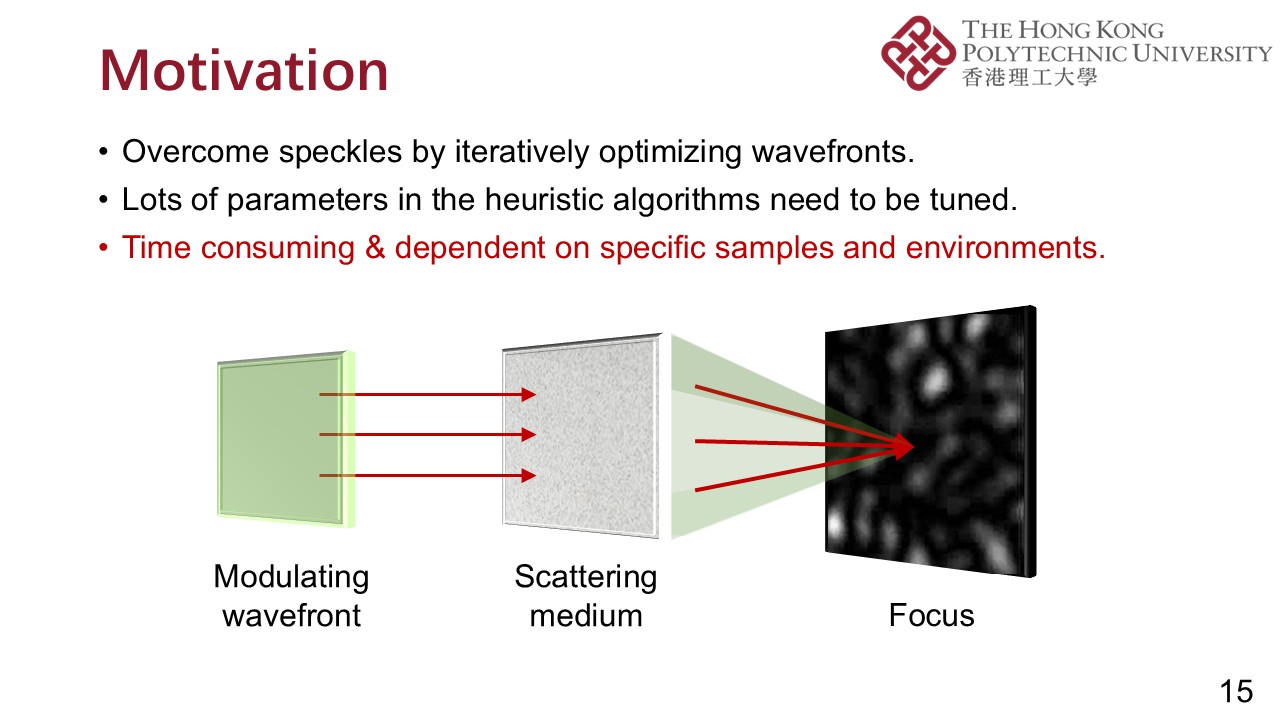 Motivation
THE HONG KONG
POLYTECHNIC UNIVERSITY
香港理工大學
• Overcome speckles by iteratively optimizing wavefronts.
• Lots of parameters in the heuristic algorithms need to be tuned.
• Time consuming & dependent on specific samples and environments.
Modulating
wavefront
Scattering
medium
Focus
15